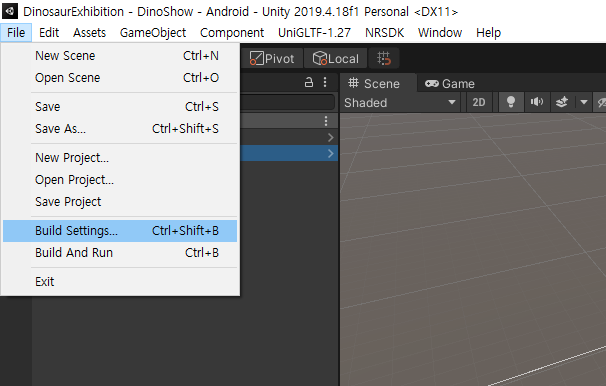 DinosaurExhibition - DinoShow - Android - Unity 2019.4.18f1 Personal <DX11>
File Edit Assets GameObject Component UniGLTF-1.27 NRSDK Window Help
New Scene Ctrl+N
Open Scene Ctrl+O
Save Ctrl+S
Save As... Ctrl+Shift+S
New Project...
Open Project...
Save Project
Build Settings... Ctrl+Shift+B
Build And Run Ctrl+B
Exit
Pivot Local
Scene Game
Shaded 2D